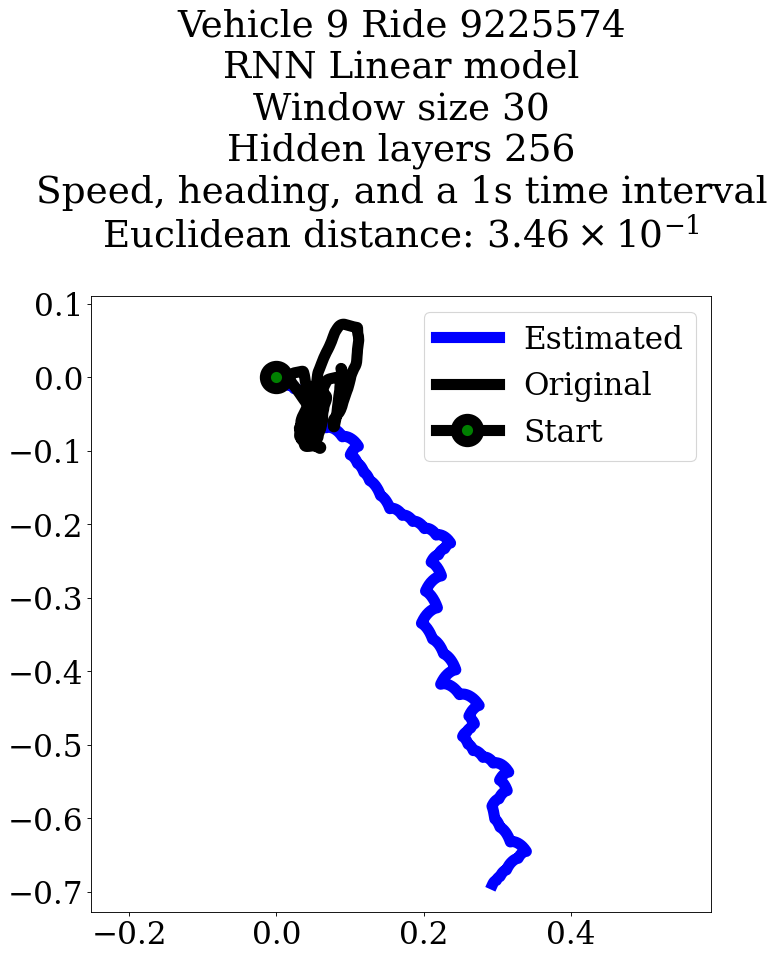 Vehicle 9 Ride 9225574
RNN Linear model
Window size 30
Hidden layers 256
Speed, heading, and a 1s time interval
Euclidean distance: 3.46 × 10⁻¹
0.1
Estimated
0.0
Original
Start
−0.1
−0.2
−0.3
−0.4
−0.5
−0.6
−0.7
−0.2 0.0 0.2 0.4